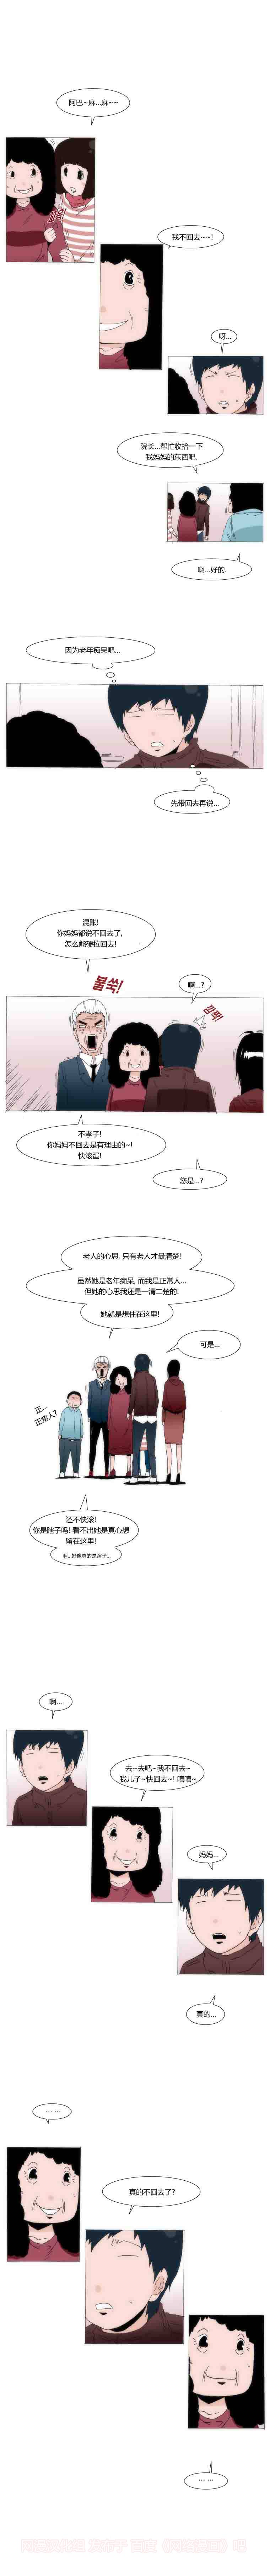 阿巴~麻...麻~~
我不回去~~!
呀...
院长...帮忙收拾一下
我妈妈的东西吧.
啊...好的.
因为老年痴呆吧...
先带回去再说...
混账!
你妈妈都说不回去了,
怎么能硬拉回去!
불쑥!
啊...?
깜짝!
不孝子!
你妈妈不回去是有理由的~!
快滚蛋!
您是...?
老人的心思, 只有老人才最清楚!
虽然她是老年痴呆, 而我是正常人...
但她的心思我还是一清二楚的!
她就是想住在这里!
可是...
正...
正常人?
还不快滚!
你是瞎子吗! 看不出她是真心想
留在这里!
啊...好像真的是瞎子...
啊...
去~去吧~我不回去~
我儿子~快回去~! 嘻嘻~
妈妈...
真的...
... ...
真的不回去了?
... ...